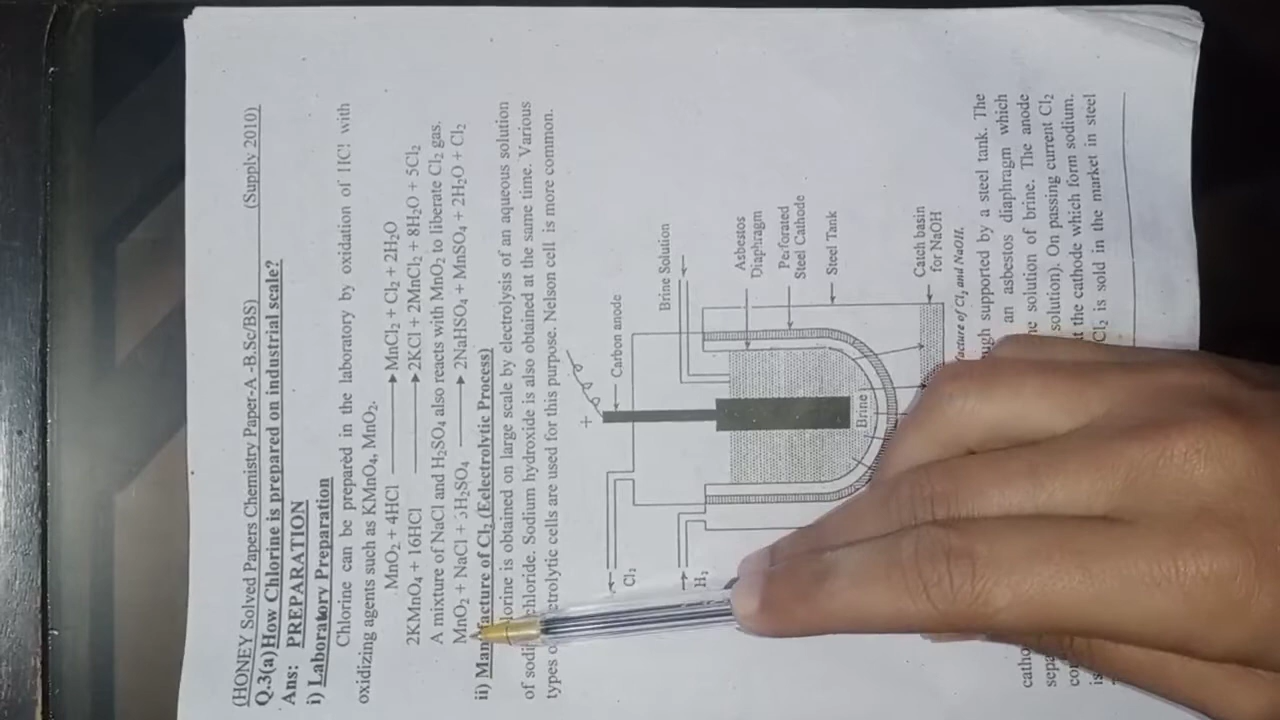 (HONEY Solved Papers Chemistry Paper-A -B.Sc/BS) (Supply 2010)
Q.3(a) How Chlorine is prepared on industrial scale?
Ans: PREPARATION
i) Laboratory Preparation
Chlorine can be prepared in the laboratory by oxidation of HCl with
oxidizing agents such as KMnO₄, MnO₂.
MnO₂ + 4HCl ⟶ MnCl₂ + Cl₂ + 2H₂O
2KMnO₄ + 16HCl ⟶ 2KCl + 2MnCl₂ + 8H₂O + 5Cl₂
A mixture of NaCl and H₂SO₄ also reacts with MnO₂ to liberate Cl₂ gas.
MnO₂ + NaCl + 3H₂SO₄ ⟶ 2NaHSO₄ + MnSO₄ + 2H₂O + Cl₂
ii) Manufacture of Cl₂ (Eelectrolytic Process)
lorine is obtained on large scale by electrolysis of an aqueous solution
of sodi chloride. Sodium hydroxide is also obtained at the same time. Various
types o ctrolytic cells are used for this purpose. Nelson cell is more common.
+
Carbon anode
Brine Solution
Cl₂
H₂
Asbestos
Diaphragm
Perforated
Steel Cathode
Steel Tank
Brine
Catch basin
for NaOH
facture of Cl₂ and NaOH.
ugh supported by a steel tank. The
an asbestos diaphragm which
solution of brine. The anode
catho solution). On passing current Cl₂
sepa t the cathode which form sodium.
co Cl₂ is sold in the market in steel
is